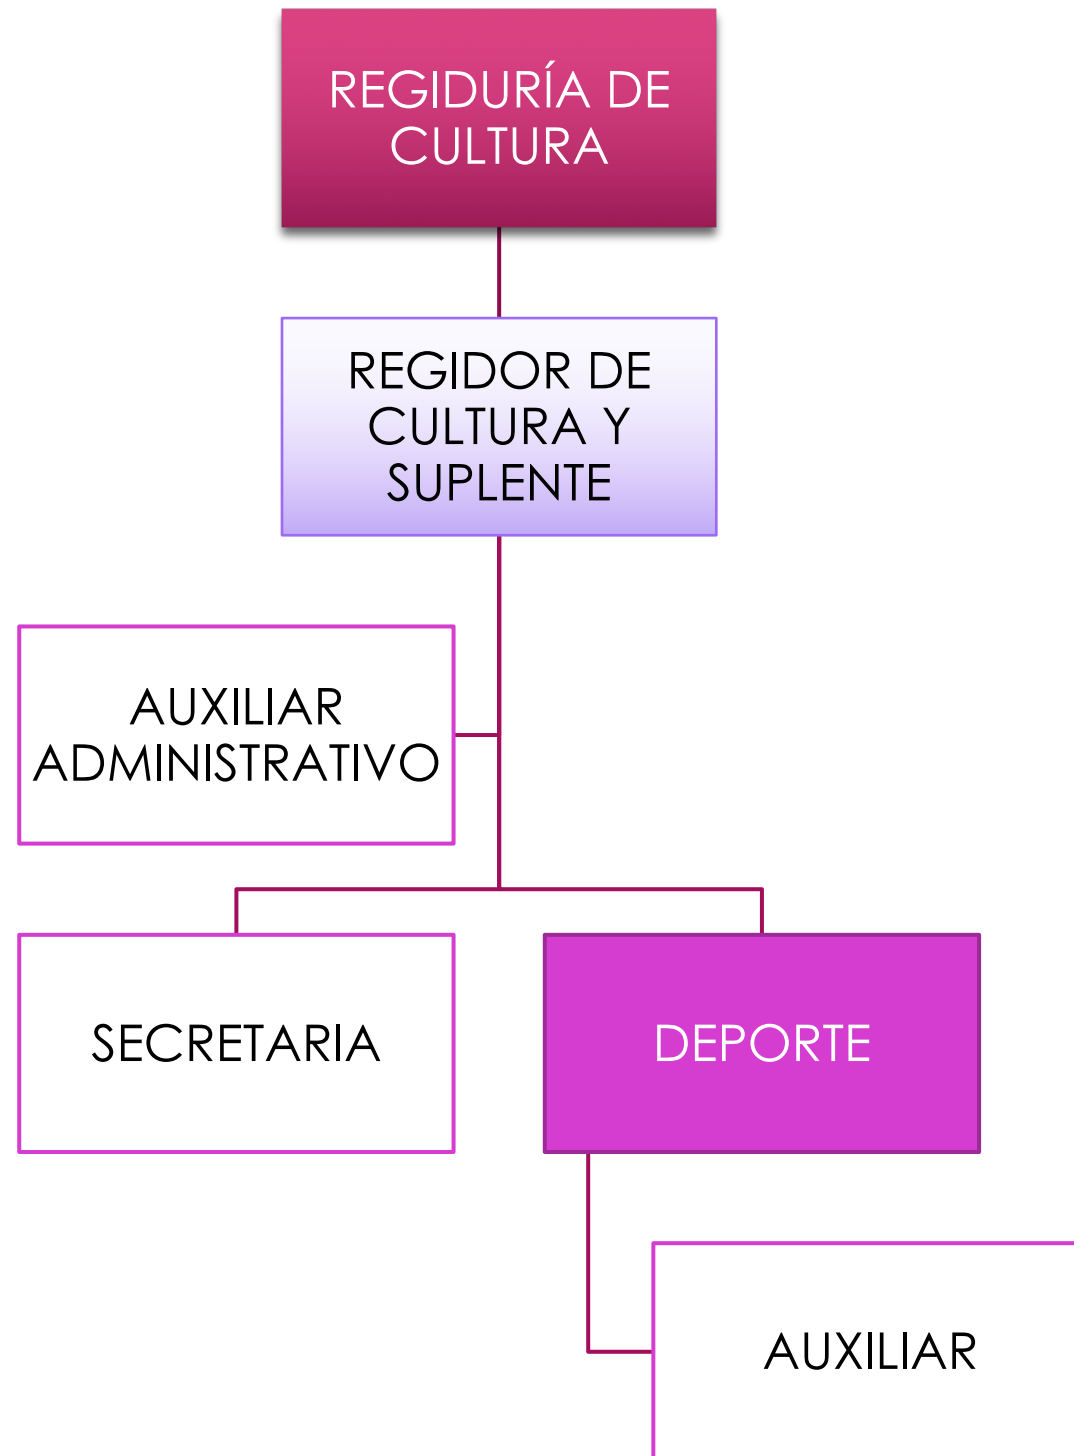 REGIDURÍA DE
CULTURA
REGIDOR DE
CULTURA Y
SUPLENTE
AUXILIAR
ADMINISTRATIVO
SECRETARIA
DEPORTE
AUXILIAR